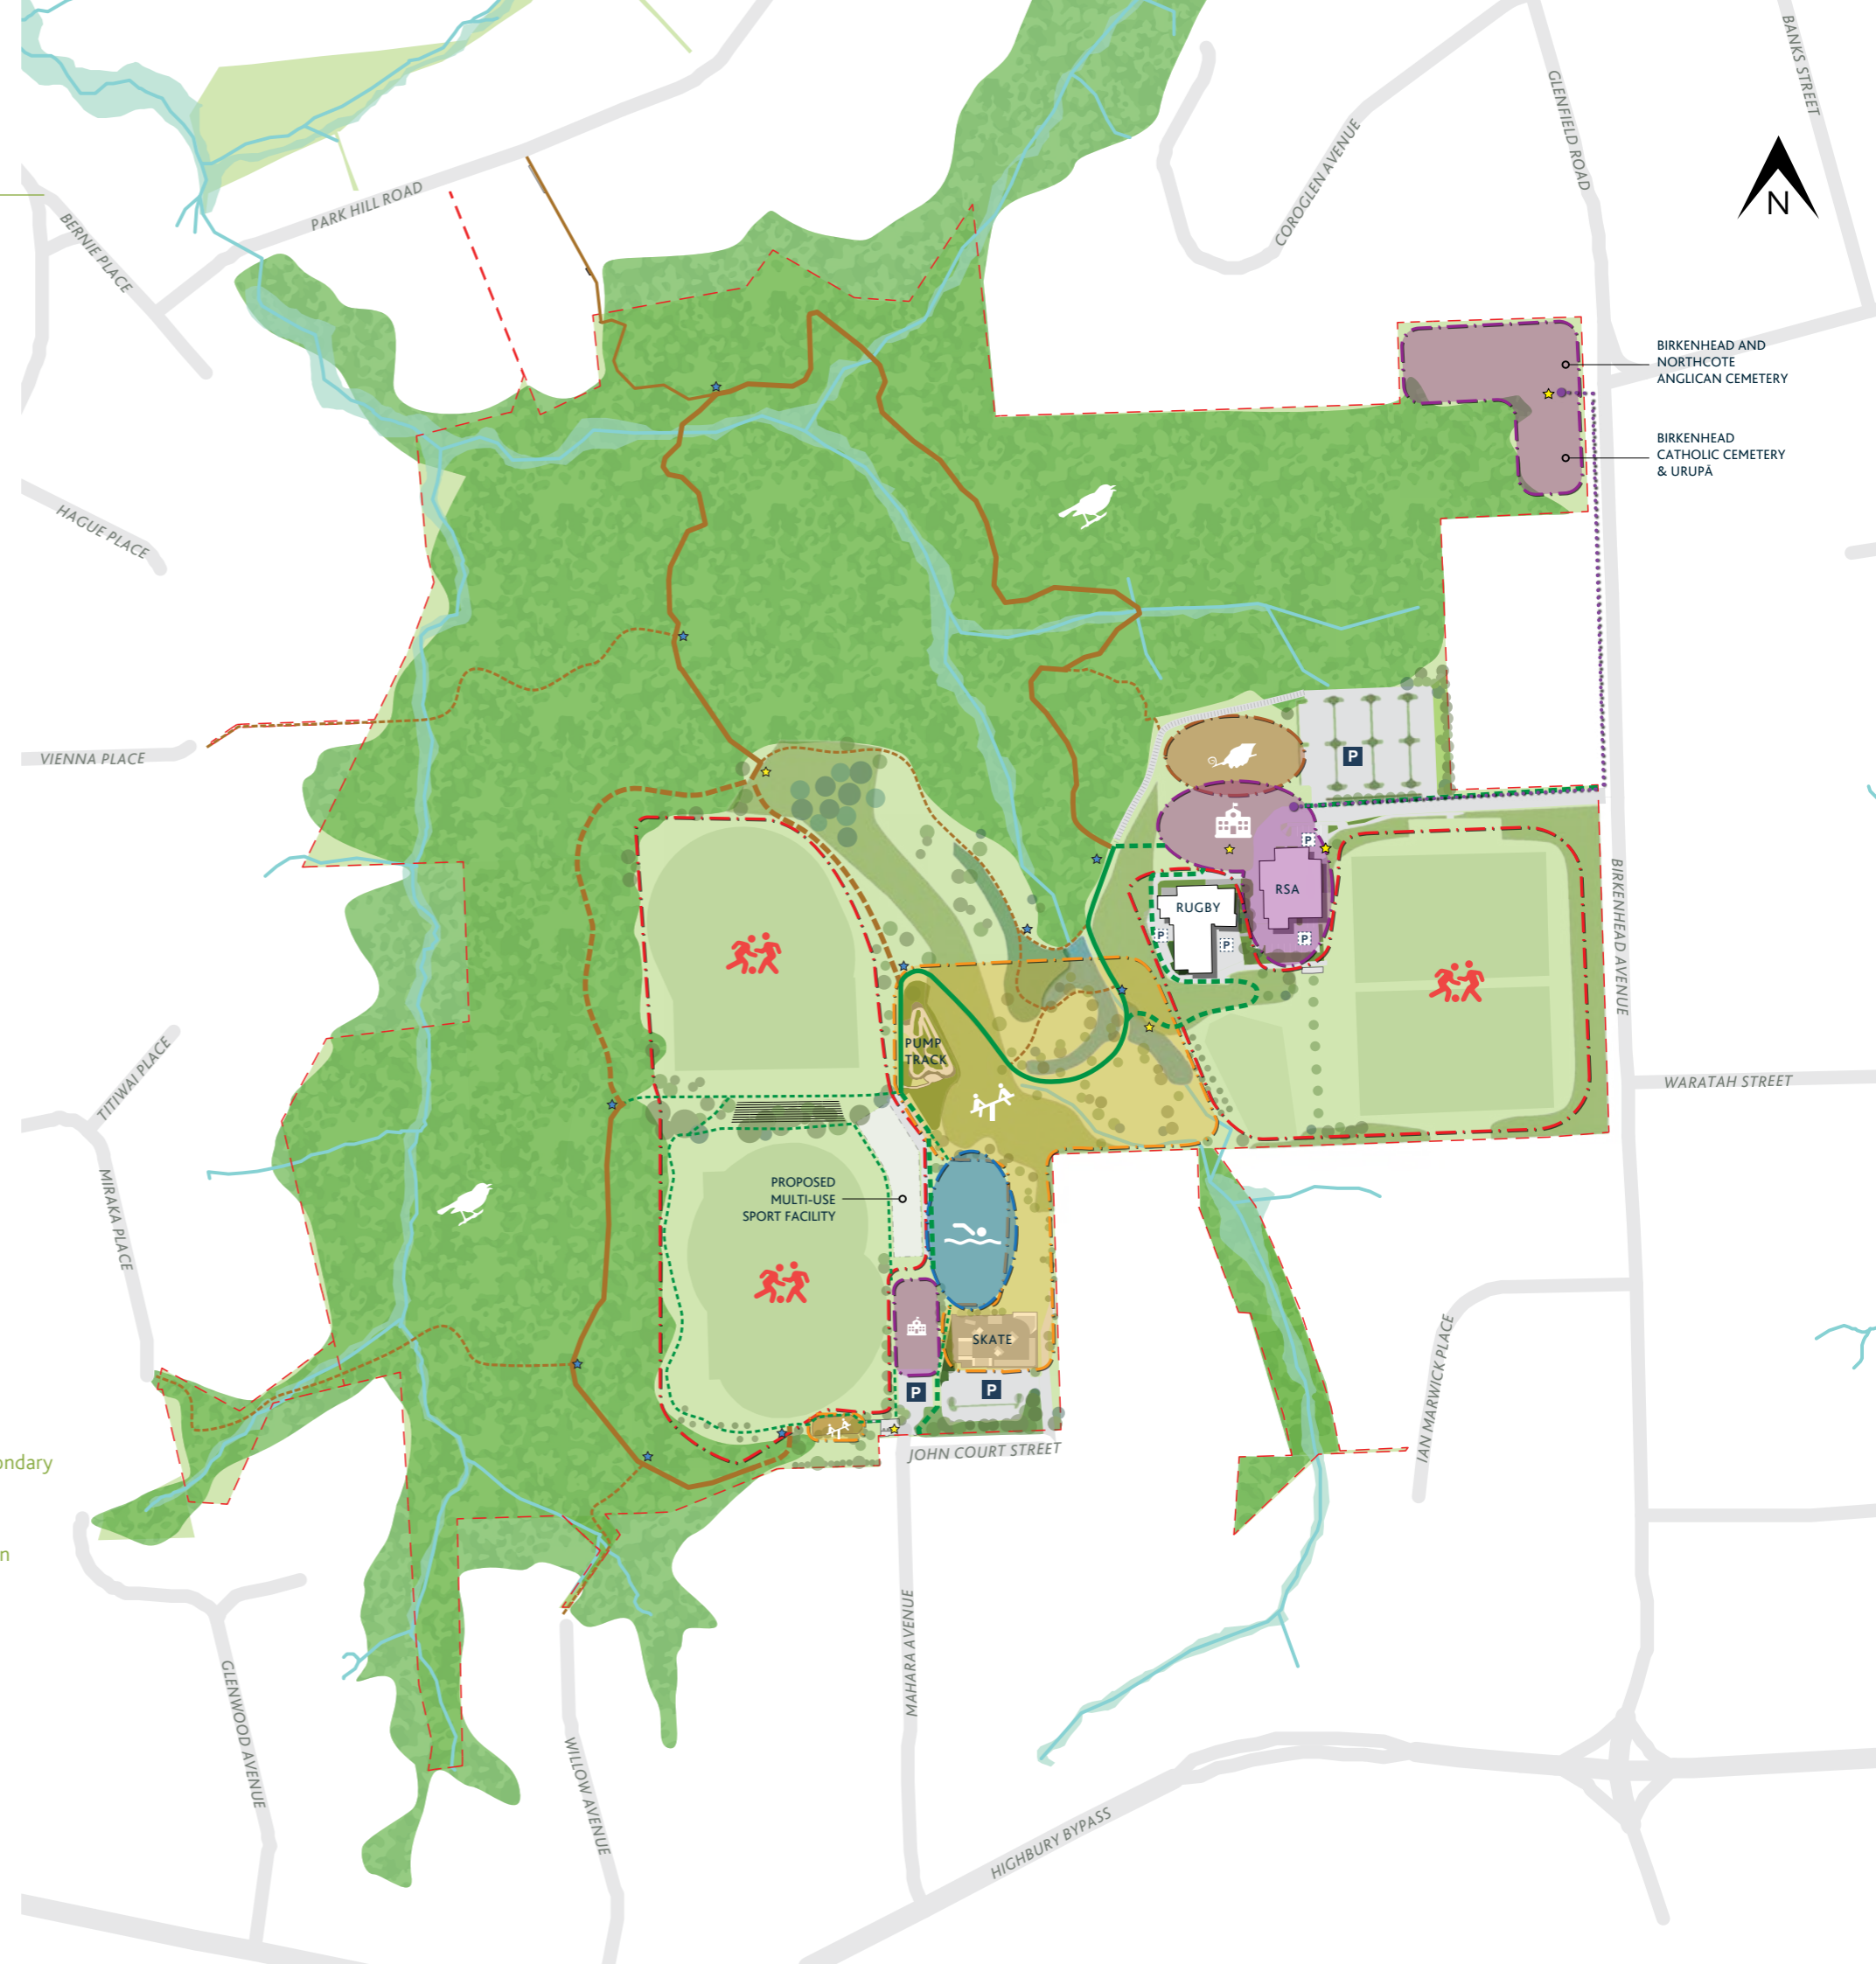 BANKS STREET
GLENFIELD ROAD
COROGLEN AVENUE
PARK HILL ROAD
BERNIE PLACE
N
BIRKENHEAD AND
NORTHCOTE
ANGLICAN CEMETERY
BIRKENHEAD
CATHOLIC CEMETERY
& URUPĀ
HAGUE PLACE
VIENNA PLACE
P
P
RSA
RUGBY
P
P
P
BIRKENHEAD AVENUE
PUMP
TRACK
TITIWAI PLACE
WARATAH STREET
MIRAKA PLACE
PROPOSED
MULTI-USE
SPORT FACILITY
SKATE
P
P
IAN MARWICK PLACE
JOHN COURT STREET
ondary
n
MAHARA AVENUE
GLENWOOD AVENUE
WILLOW AVENUE
HIGHBURY BYPASS